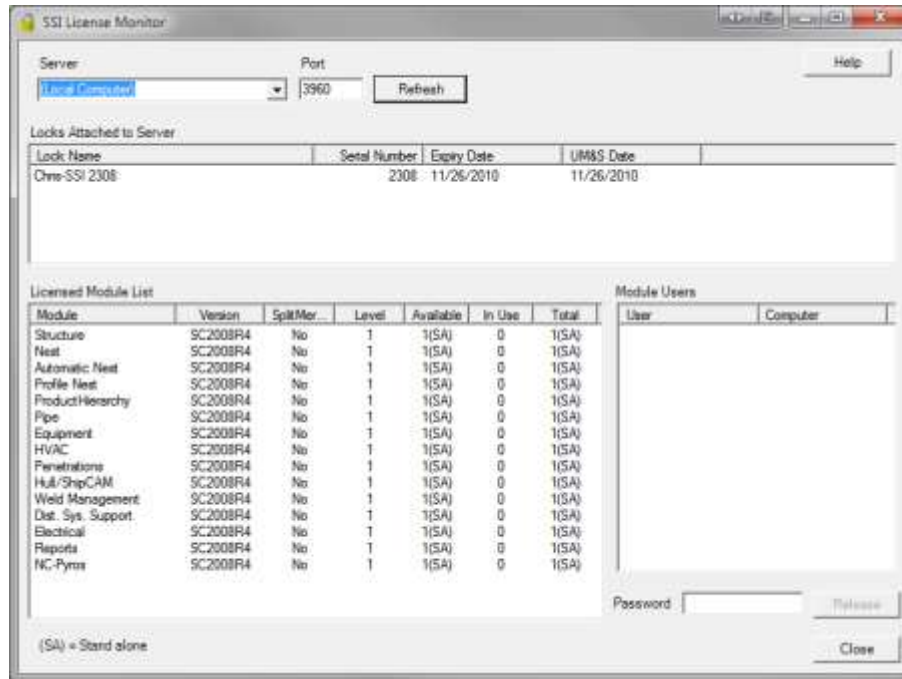 SSI License Monitor
Server Port Help
(Local Computer) 3960 Refresh
Locks Attached to Server
Lock Name Serial Number Expiry Date UM&S Date
Chris-SSI 2308 2308 11/26/2010 11/26/2010
Licensed Module List Module Users
Module Version SplitMer... Level Available In Use Total User Computer
Structure SC2008R4 No 1 1(SA) 0 1(SA)
Nest SC2008R4 No 1 1(SA) 0 1(SA)
Automatic Nest SC2008R4 No 1 1(SA) 0 1(SA)
Profile Nest SC2008R4 No 1 1(SA) 0 1(SA)
ProductHierarchy SC2008R4 No 1 1(SA) 0 1(SA)
Pipe SC2008R4 No 1 1(SA) 0 1(SA)
Equipment SC2008R4 No 1 1(SA) 0 1(SA)
HVAC SC2008R4 No 1 1(SA) 0 1(SA)
Penetrations SC2008R4 No 1 1(SA) 0 1(SA)
Hull/ShipCAM SC2008R4 No 1 1(SA) 0 1(SA)
Weld Management SC2008R4 No 1 1(SA) 0 1(SA)
Dist. Sys. Support SC2008R4 No 1 1(SA) 0 1(SA)
Electrical SC2008R4 No 1 1(SA) 0 1(SA)
Reports SC2008R4 No 1 1(SA) 0 1(SA)
NC-Pyros SC2008R4 No 1 1(SA) 0 1(SA)
Password Release
(SA) = Stand alone Close